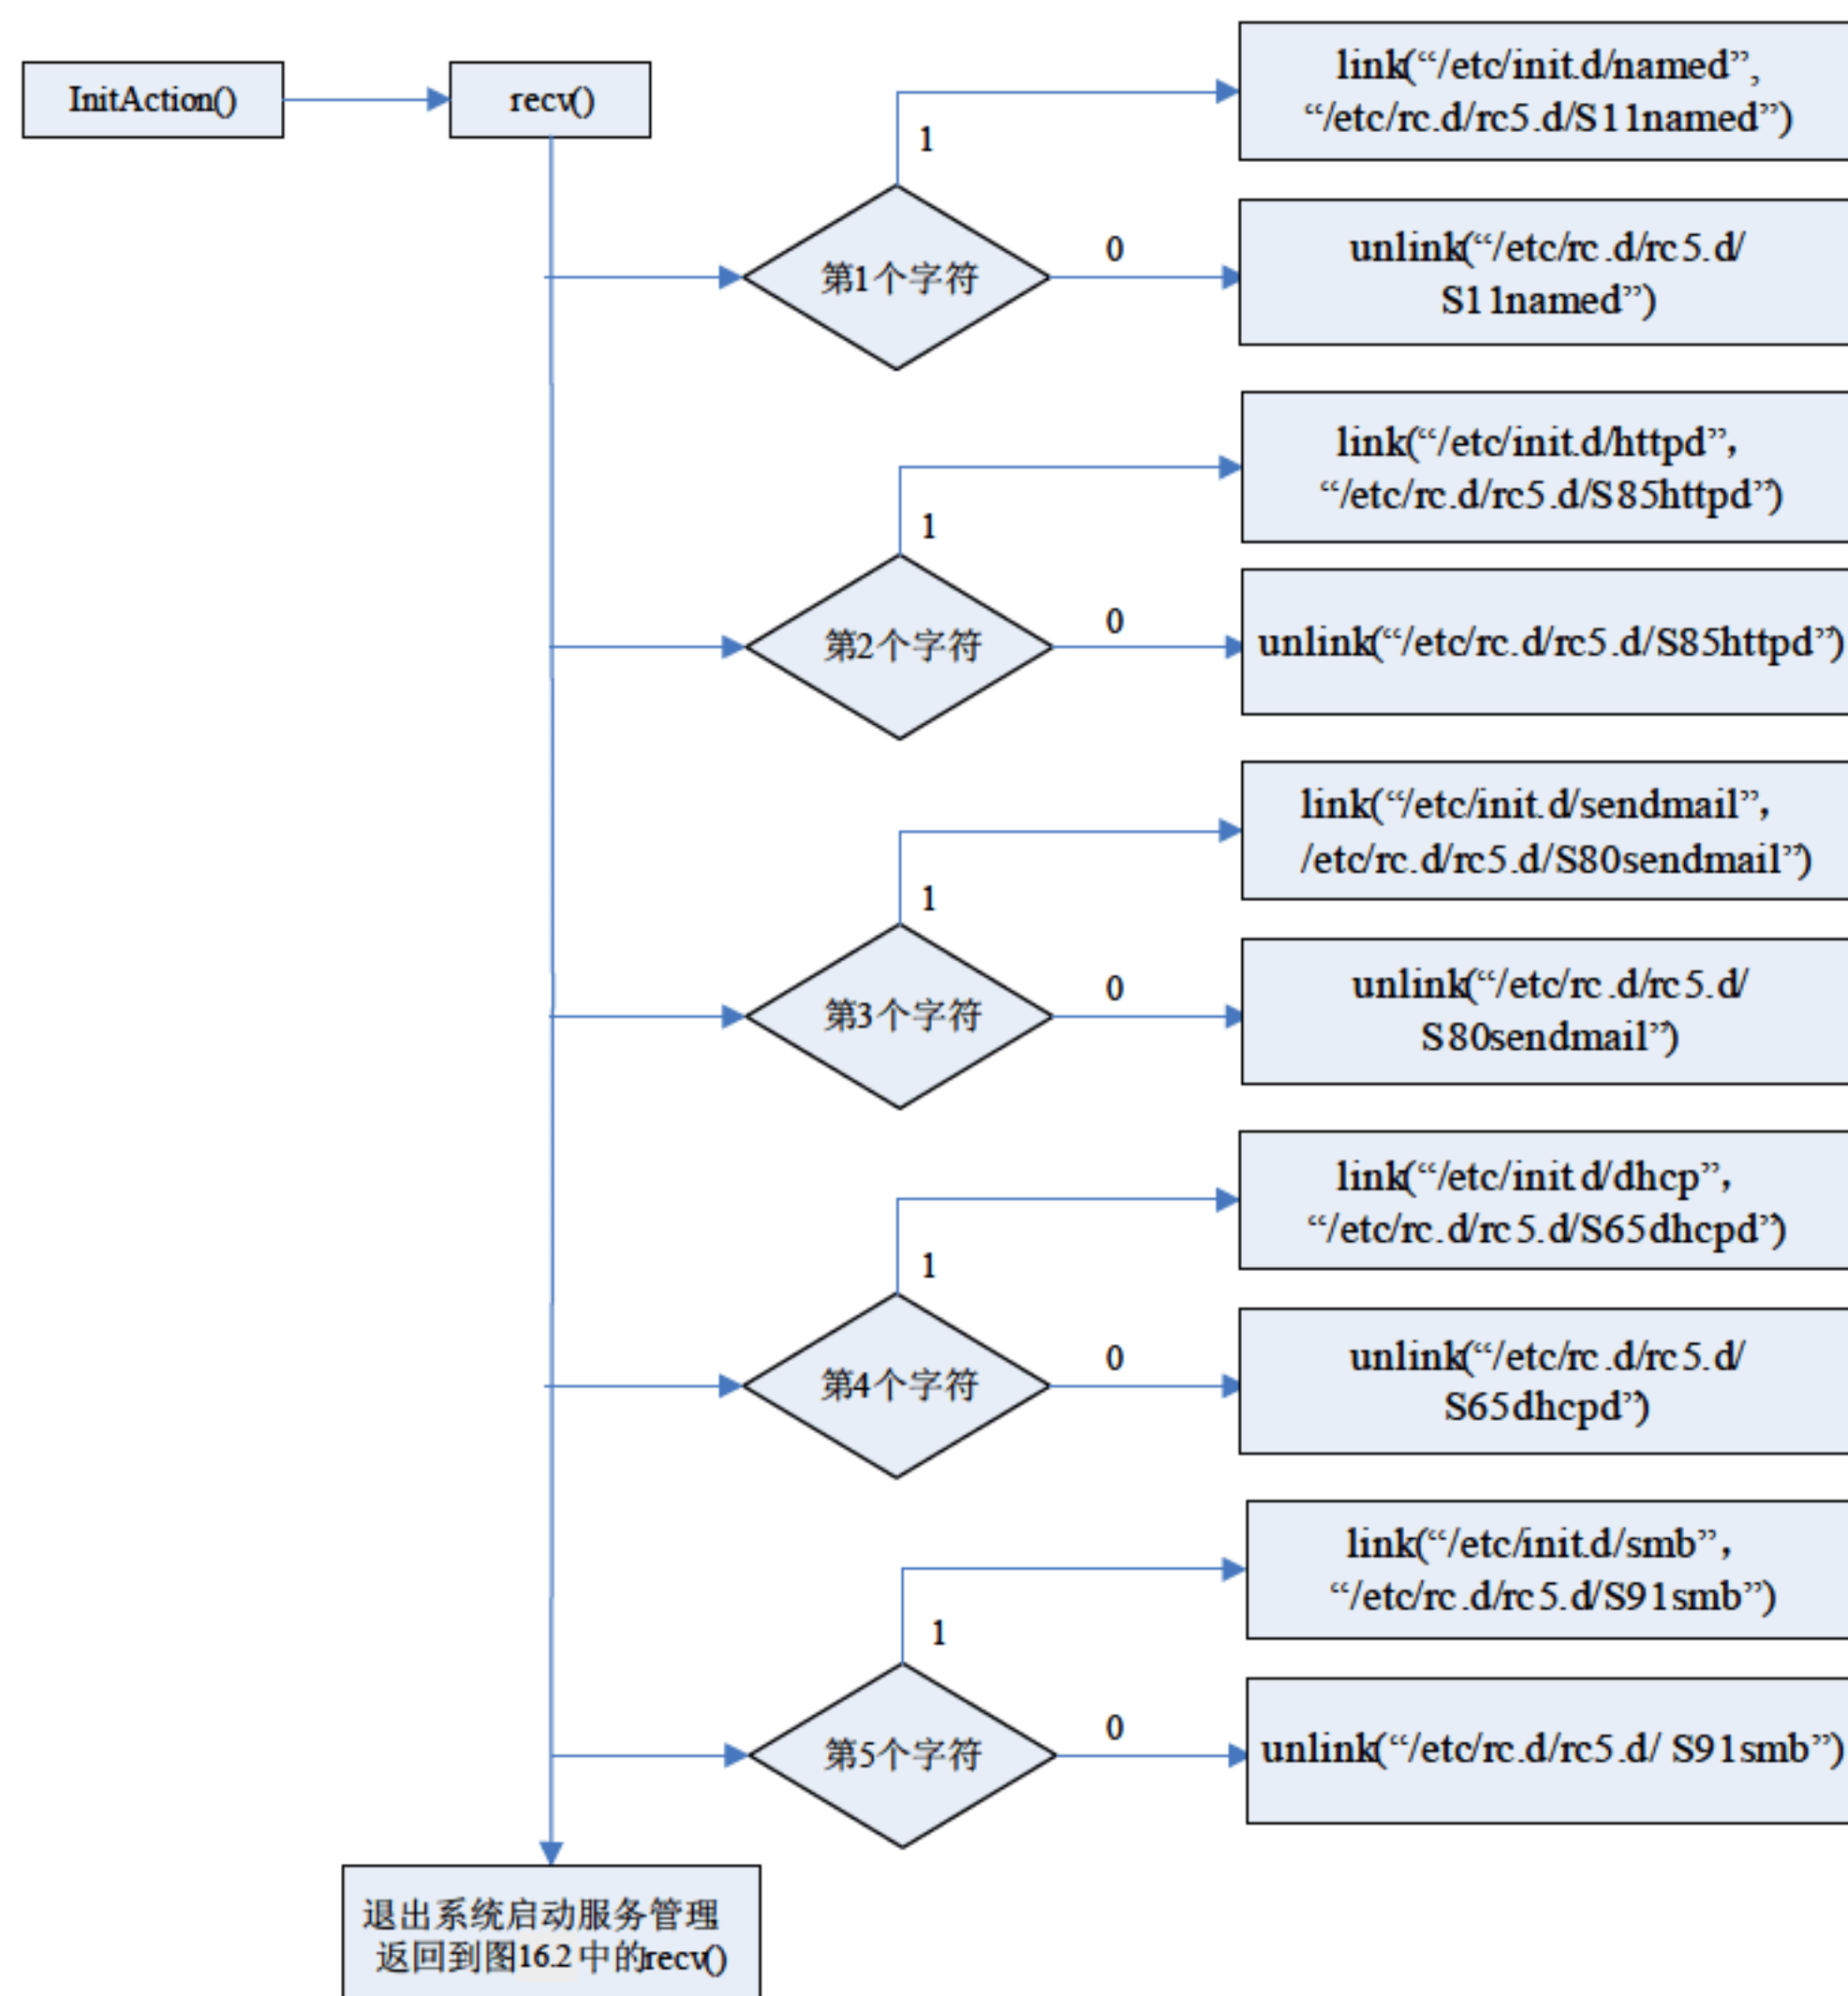 InitAction()
recv()
link(“/etc/init.d/named”,
“/etc/rc.d/rc5.d/S11named”)
1
第1个字符
0
unlink(“/etc/rc.d/rc5.d/
S11named”)
link(“/etc/init.d/httpd”，
“/etc/rc.d/rc5.d/S85httpd”)
1
第2个字符
0
unlink(“/etc/rc.d/rc5.d/S85httpd”)
link(“/etc/init.d/sendmail”，
/etc/rc.d/rc5.d/S80sendmail”)
1
第3个字符
0
unlink(“/etc/rc.d/rc5.d/
S80sendmail”)
link(“/etc/init.d/dhcp”，
“/etc/rc.d/rc5.d/S65dhcpd”)
1
第4个字符
0
unlink(“/etc/rc.d/rc5.d/
S65dhcpd”)
link(“/etc/init.d/smb”，
“/etc/rc.d/rc5.d/S91smb”)
1
第5个字符
0
unlink(“/etc/rc.d/rc5.d/ S91smb”)
退出系统启动服务管理
返回到图16.2中的recv()